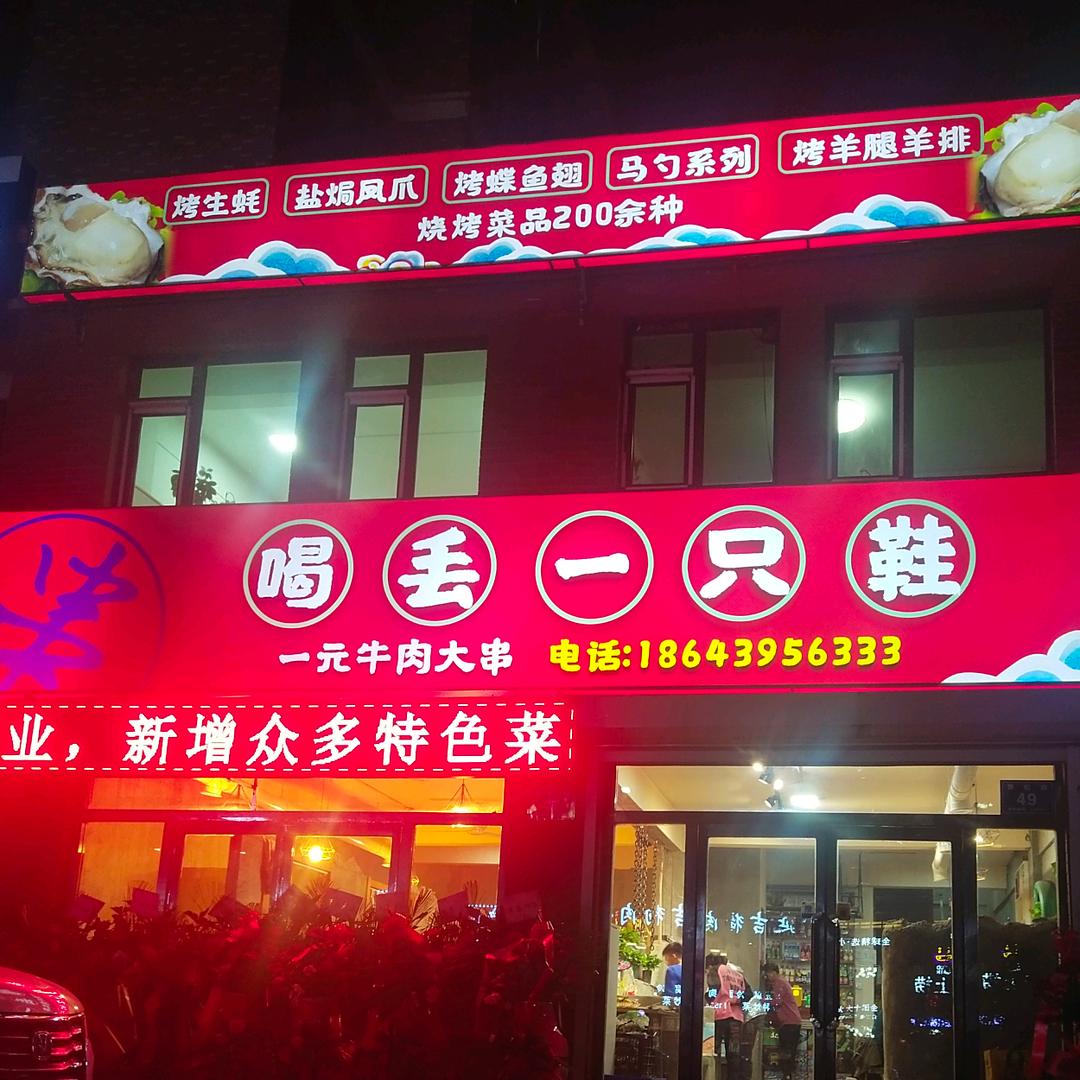 烤生蚝 盐焗凤爪 烤蝶鱼翅 马勺系列 烤羊腿羊排
烧烤菜品200余种
喝丢一只鞋
一元牛肉大串 电话:18643956333
业，新增众多特色菜
49